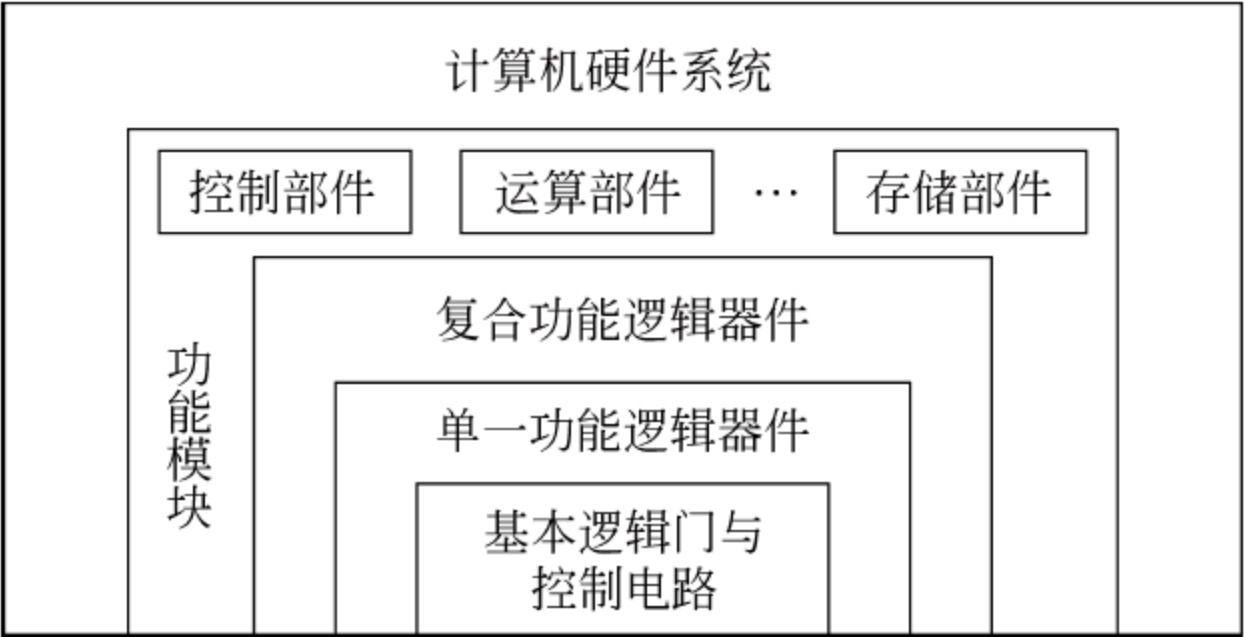 计算机硬件系统
控制部件 运算部件 … 存储部件
复合功能逻辑器件
功能模块
单一功能逻辑器件
基本逻辑门与
控制电路